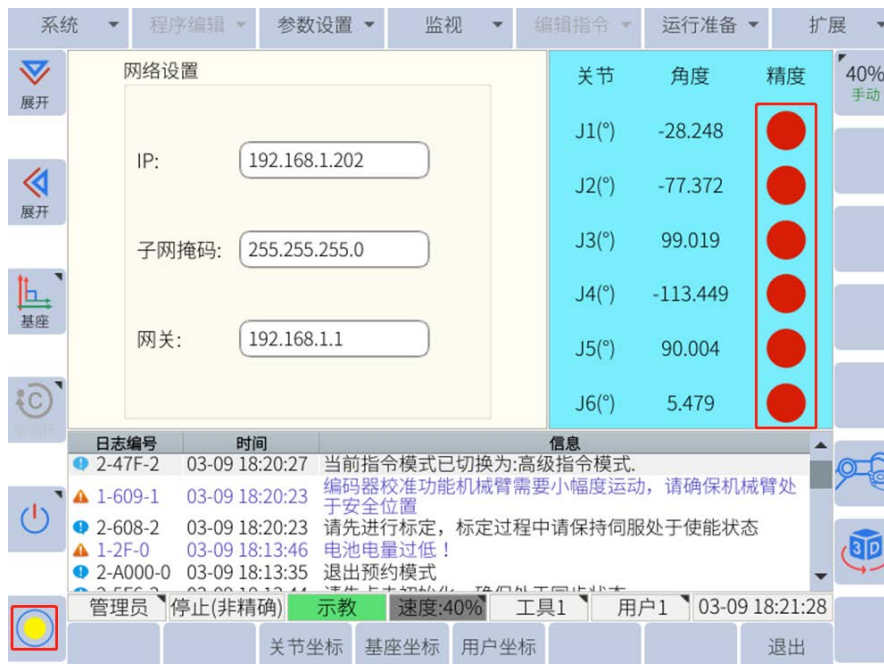 系统 程序编辑 参数设置 监视 编辑指令 运行准备 扩展
展开
展开
基座
网络设置
IP: 192.168.1.202
子网掩码: 255.255.255.0
网关: 192.168.1.1
关节 角度 精度
J1(°) -28.248
J2(°) -77.372
J3(°) 99.019
J4(°) -113.449
J5(°) 90.004
J6(°) 5.479
40%
手动
3D
日志编号 时间 信息
2-47F-2 03-09 18:20:27 当前指令模式已切换为:高级指令模式.
1-609-1 03-09 18:20:23 编码器校准功能机械臂需要小幅度运动，请确保机械臂处
于安全位置
2-608-2 03-09 18:20:23 请先进行标定，标定过程中请保持伺服处于使能状态
1-2F-0 03-09 18:13:46 电池电量过低！
2-A000-0 03-09 18:13:35 退出预约模式
管理员 停止(非精确) 示教 速度:40% 工具1 用户1 03-09 18:21:28
关节坐标 基座坐标 用户坐标 退出